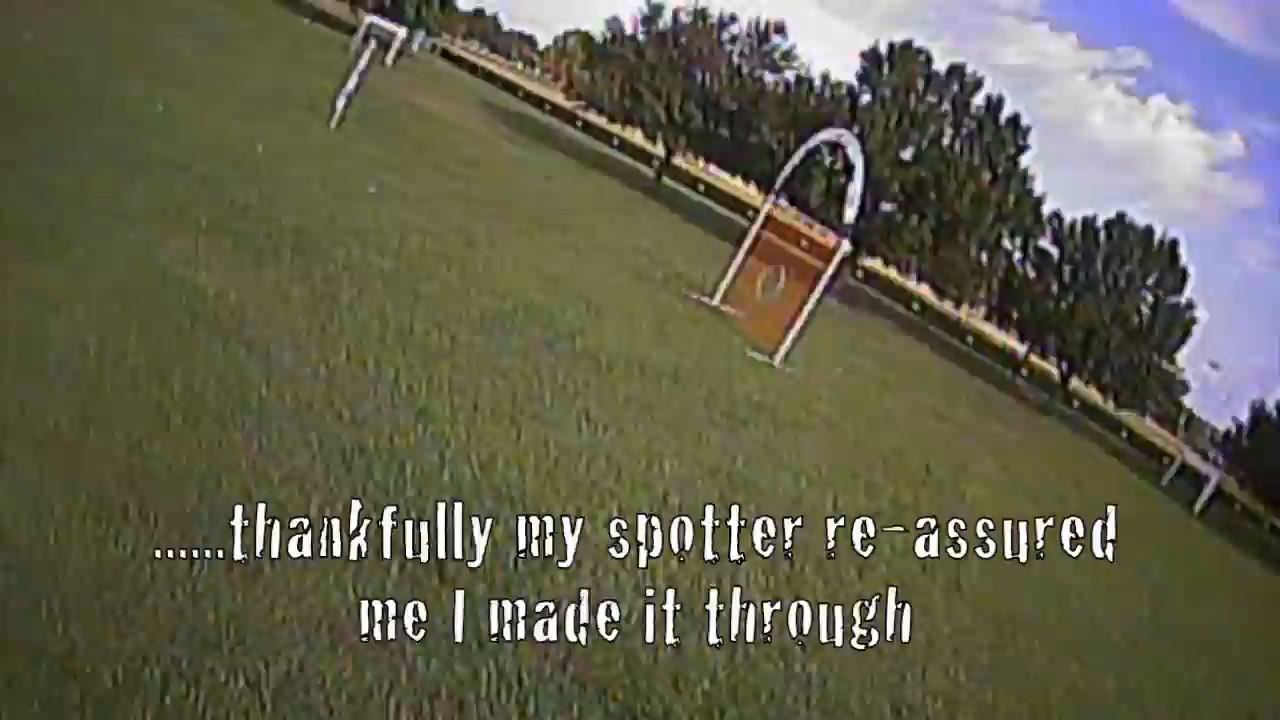 ......thankfully my spotter re-assured
me I made it through